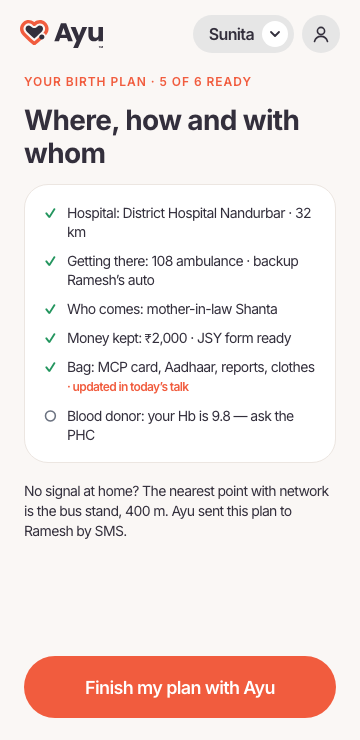 Ayu™
Sunita
YOUR BIRTH PLAN · 5 OF 6 READY
Where, how and with
whom
Hospital: District Hospital Nandurbar · 32
km
Getting there: 108 ambulance · backup
Ramesh’s auto
Who comes: mother-in-law Shanta
Money kept: ₹2,000 · JSY form ready
Bag: MCP card, Aadhaar, reports, clothes
· updated in today’s talk
Blood donor: your Hb is 9.8 — ask the
PHC
No signal at home? The nearest point with network
is the bus stand, 400 m. Ayu sent this plan to
Ramesh by SMS.
Finish my plan with Ayu